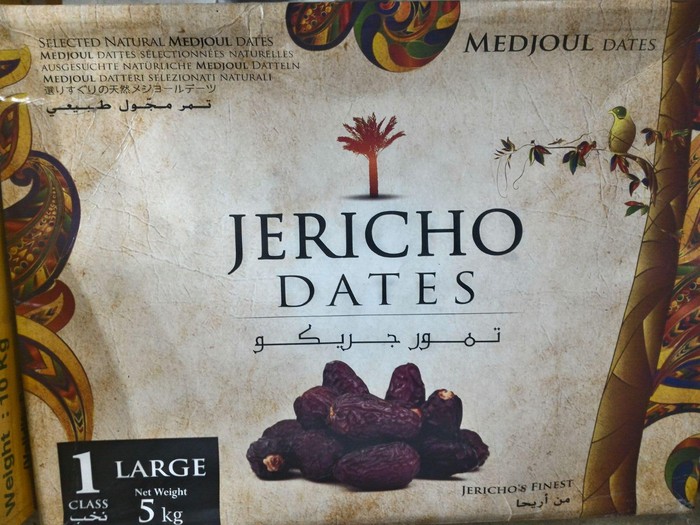 SELECTED NATURAL MEDJOUL DATES
MEDJOUL DATTES SÉLECTIONNÉES NATURELLES
AUSGESUCHTE NATÜRLICHE MEDJOUL DATTELN
MEDJOUL DATTERI SELEZIONATI NATURALI
選りすぐりの天然メジョールデーツ
تمر مجّول طبيعي
MEDJOUL DATES
JERICHO
DATES
تمور جريكو
1
CLASS
نخب
LARGE
Net Weight
5 kg
JERICHO'S FINEST
من أريحا
Weight : 10 Kg